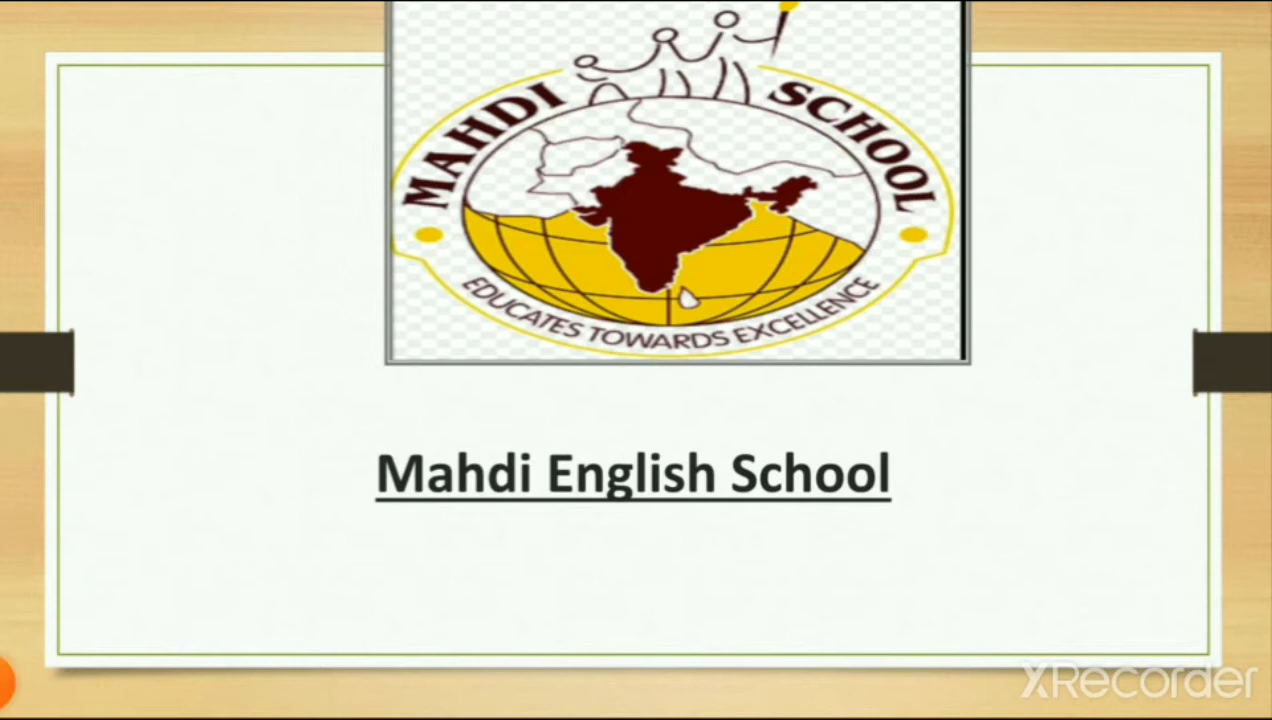 MAHDI SCHOOL
EDUCATES TOWARDS EXCELLENCE
Mahdi English School
XRecorder